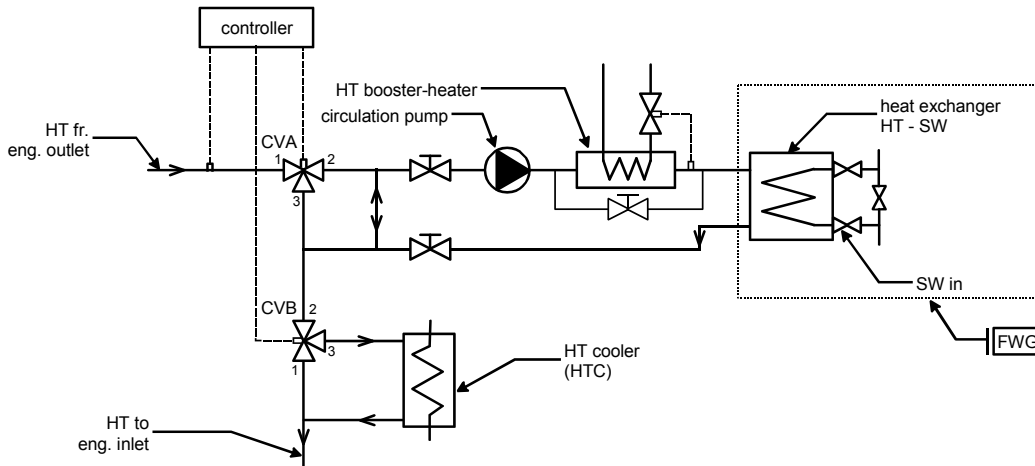 controller
HT booster-heater
circulation pump
heat exchanger
HT - SW
HT fr.
eng. outlet
CVA
1
2
3
SW in
CVB
2
3
1
HT cooler
(HTC)
FWG
HT to
eng. inlet